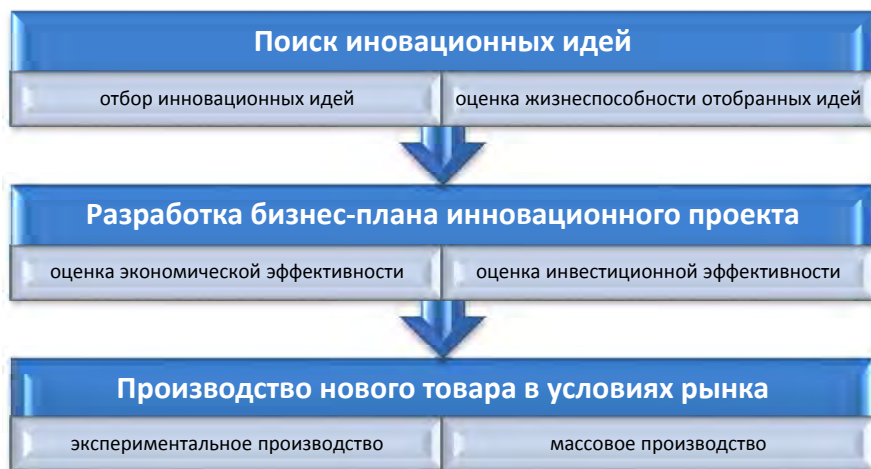 Поиск иновационных идей
отбор инновационных идей
оценка жизнеспособности отобранных идей
Разработка бизнес-плана инновационного проекта
оценка экономической эффективности
оценка инвестиционной эффективности
Производство нового товара в условиях рынка
экспериментальное производство
массовое производство